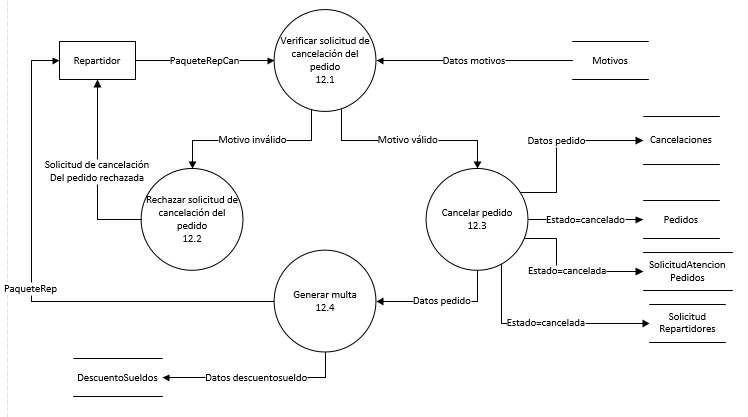 Verificar solicitud de
cancelación del
pedido
12.1
Repartidor
PaqueteRepCan
Datos motivos
Motivos
Motivo inválido
Motivo válido
Datos pedido
Cancelaciones
Solicitud de cancelación
Del pedido rechazada
Rechazar solicitud de
cancelación del
pedido
12.2
Cancelar pedido
12.3
Estado=cancelado
Pedidos
Estado=cancelada
SolicitudAtencion
Pedidos
PaqueteRep
Generar multa
12.4
Datos pedido
Estado=cancelada
Solicitud
Repartidores
DescuentoSueldos
Datos descuentosueldo